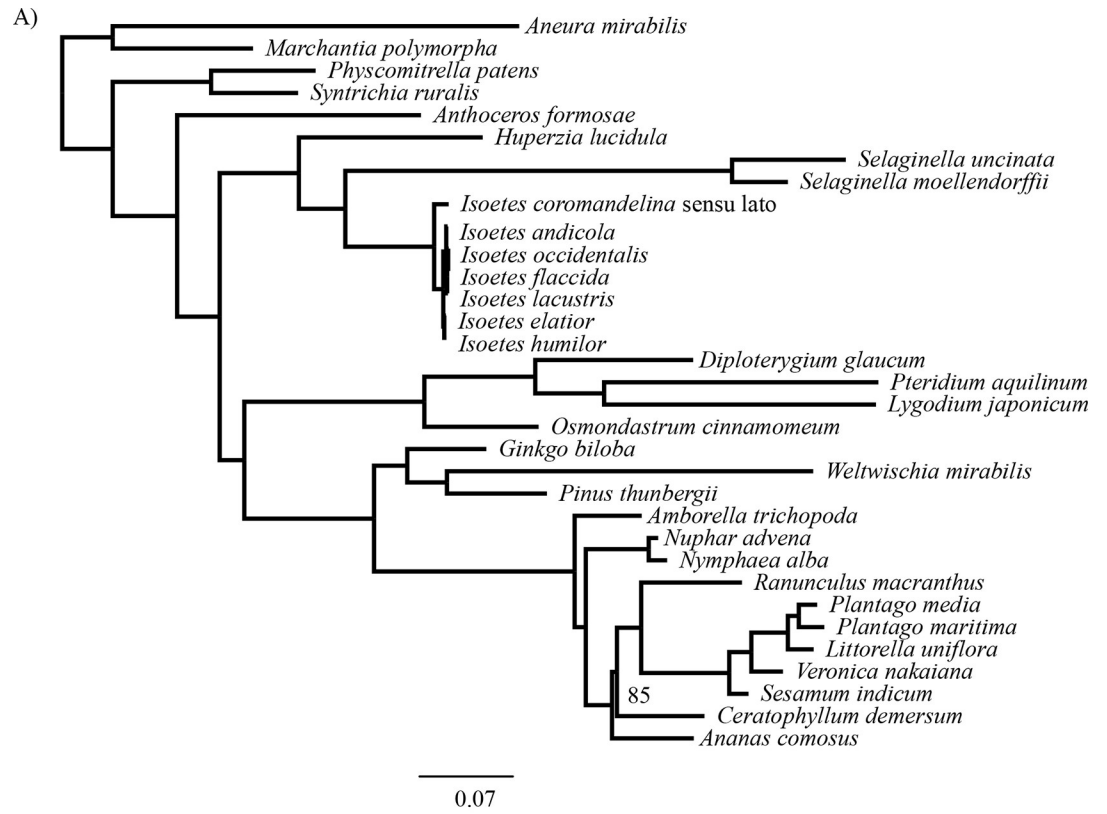 A)
Aneura mirabilis
Marchantia polymorpha
Physcomitrella patens
Syntrichia ruralis
Anthoceros formosae
Huperzia lucidula
Selaginella uncinata
Selaginella moellendorffii
Isoetes coromandelina sensu lato
Isoetes andicola
Isoetes occidentalis
Isoetes flaccida
Isoetes lacustris
Isoetes elatior
Isoetes humilor
Diploterygium glaucum
Pteridium aquilinum
Lygodium japonicum
Osmondastrum cinnamomeum
Ginkgo biloba
Weltwischia mirabilis
Pinus thunbergii
Amborella trichopoda
Nuphar advena
Nymphaea alba
Ranunculus macranthus
Plantago media
Plantago maritima
Littorella uniflora
Veronica nakaiana
Sesamum indicum
85
Ceratophyllum demersum
Ananas comosus
0.07